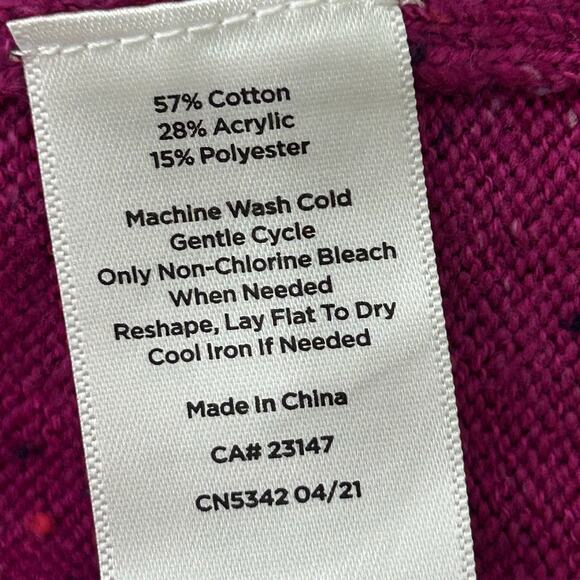 57% Cotton
28% Acrylic
15% Polyester
Machine Wash Cold
Gentle Cycle
Only Non-Chlorine Bleach
When Needed
Reshape, Lay Flat To Dry
Cool Iron If Needed
Made In China
CA# 23147
CN5342 04/21